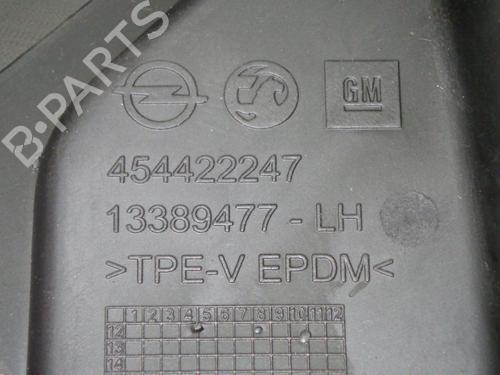 B-PARTS
GM
454422247
13389477-LH
>TPE-V EPDM<
1 2 3 4 5 6 7 8 9 10 11 12
12
13
14